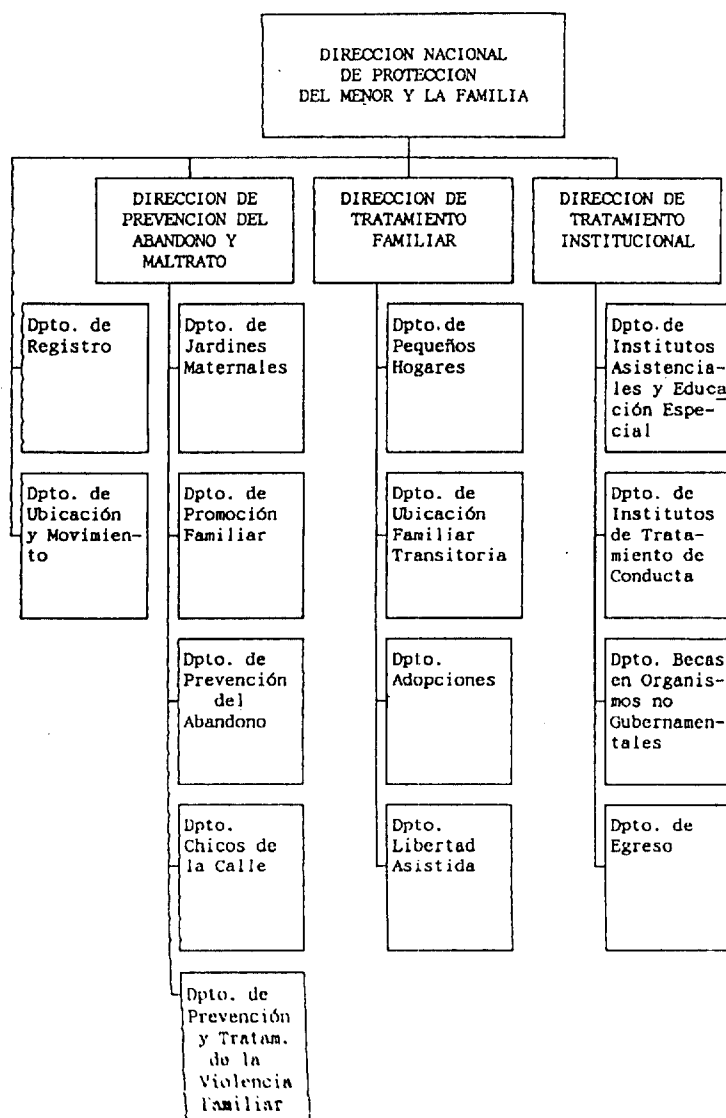 DIRECCION NACIONAL
DE PROTECCION
DEL MENOR Y LA FAMILIA
DIRECCION DE
PREVENCION DEL
ABANDONO Y
MALTRATO
DIRECCION DE
TRATAMIENTO
FAMILIAR
DIRECCION DE
TRATAMIENTO
INSTITUCIONAL
Dpto. de
Registro
Dpto. de
Jardines
Maternales
Dpto. de
Pequeños
Hogares
Dpto. de
Institutos
Asistencia-
les y Educa
ción Espe-
cial
Dpto. de
Ubicación
y Movimien-
to
Dpto. de
Promoción
Familiar
Dpto. de
Ubicación
Familiar
Transitoria
Dpto. de
Institutos
de Trata-
miento de
Conducta
Dpto. de
Prevención
del
Abandono
Dpto.
Adopciones
Dpto. Becas
en Organis-
mos no
Gubernamen-
tales
Dpto.
Chicos de
la Calle
Dpto.
Libertad
Asistida
Dpto. de
Egreso
Dpto. de
Prevención
y Tratam.
de la
Violencia
Familiar